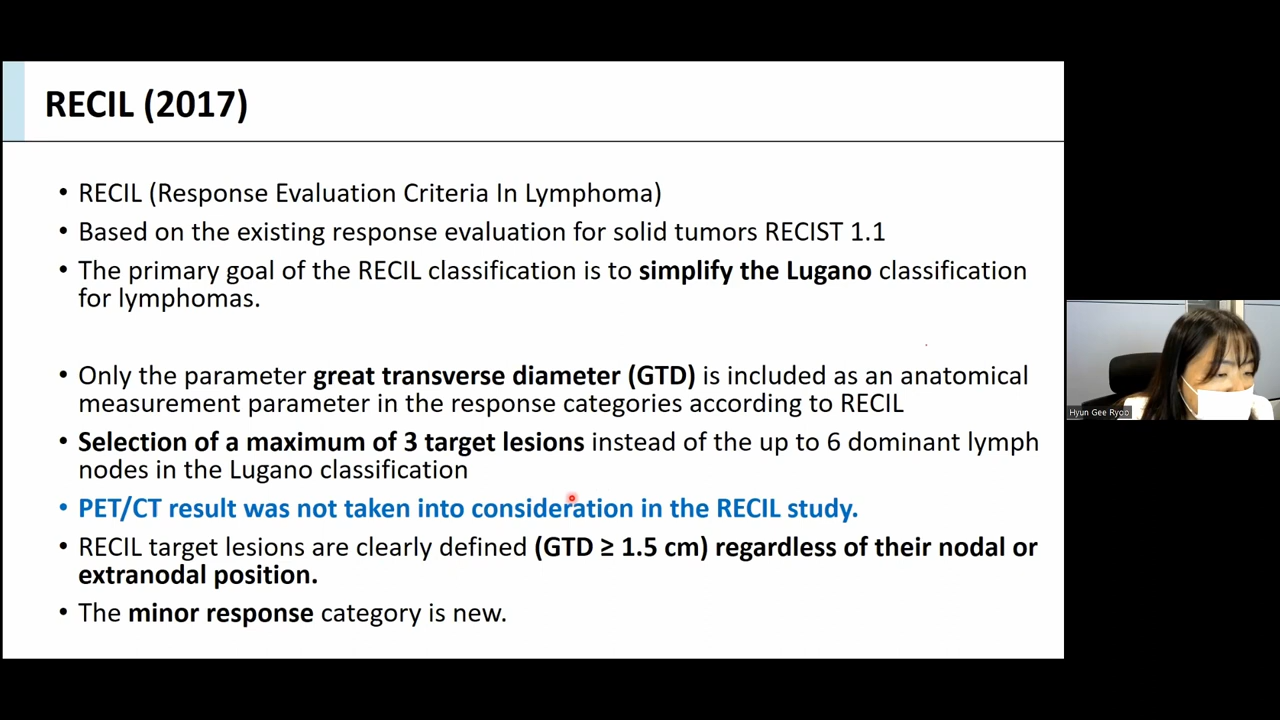 RECIL (2017)
• RECIL (Response Evaluation Criteria In Lymphoma)
• Based on the existing response evaluation for solid tumors RECIST 1.1
• The primary goal of the RECIL classification is to simplify the Lugano classification
for lymphomas.
• Only the parameter great transverse diameter (GTD) is included as an anatomical
measurement parameter in the response categories according to RECIL
• Selection of a maximum of 3 target lesions instead of the up to 6 dominant lymph
nodes in the Lugano classification
• PET/CT result was not taken into consideration in the RECIL study.
• RECIL target lesions are clearly defined (GTD ≥ 1.5 cm) regardless of their nodal or
extranodal position.
• The minor response category is new.
Hyun Gee Ryoo